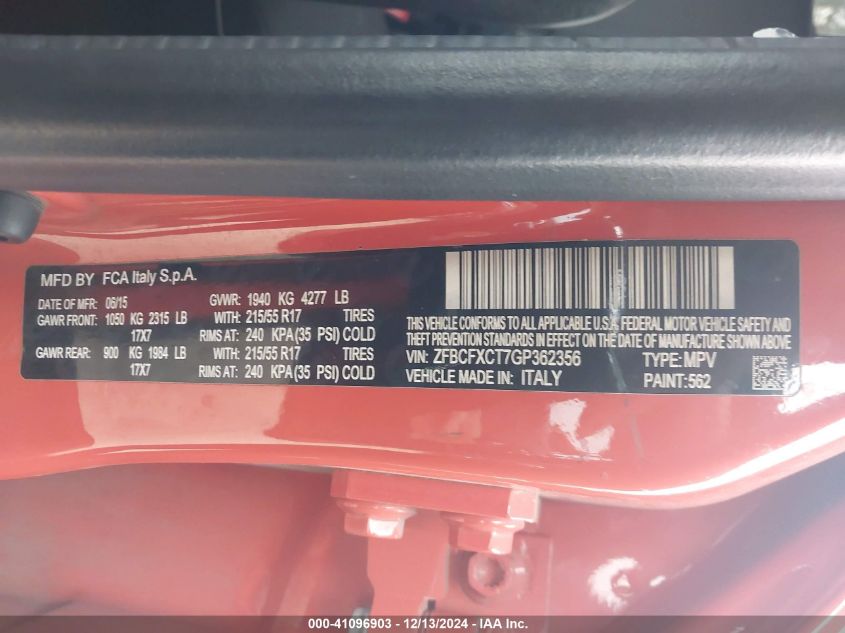 MFD BY FCA Italy S.p.A.
DATE OF MFR: 06/15 GVWR: 1940 KG 4277 LB
GAWR FRONT: 1050 KG 2315 LB WITH: 215/55 R17 TIRES
17X7 RIMS AT: 240 KPA (35 PSI) COLD
GAWR REAR: 900 KG 1984 LB WITH: 215/55 R17 TIRES
17X7 RIMS AT: 240 KPA (35 PSI) COLD
THIS VEHICLE CONFORMS TO ALL APPLICABLE U.S.A. FEDERAL MOTOR VEHICLE SAFETY AND
THEFT PREVENTION STANDARDS IN EFFECT ON THE DATE OF MANUFACTURE SHOWN ABOVE
VIN: ZFBCFXCT7GP362356 TYPE: MPV
VEHICLE MADE IN: ITALY PAINT:562
000-41096903 - 12/13/2024 - IAA Inc.